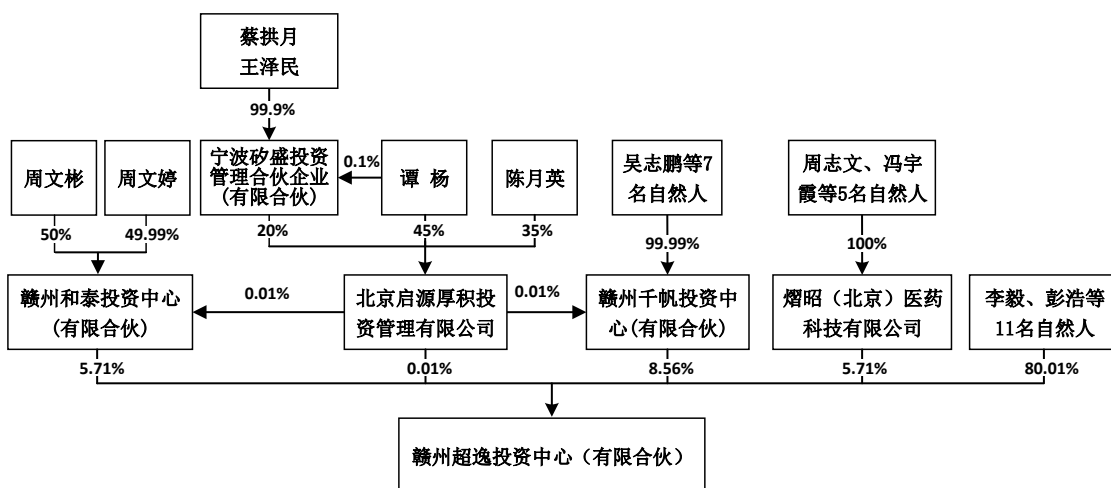 蔡拱月
王泽民
99.9%
周文彬
周文婷
宁波矽盛投资
管理合伙企业
(有限合伙)
0.1%
谭 杨
陈月英
吴志鹏等7
名自然人
周志文、冯宇
霞等5名自然人
50%
49.99%
20%
45%
35%
99.99%
100%
赣州和泰投资中心
(有限合伙)
0.01%
北京启源厚积投
资管理有限公司
0.01%
赣州千帆投资中
心(有限合伙)
熠昭（北京）医药
科技有限公司
李毅、彭浩等
11名自然人
5.71%
0.01%
8.56%
5.71%
80.01%
赣州超逸投资中心（有限合伙）